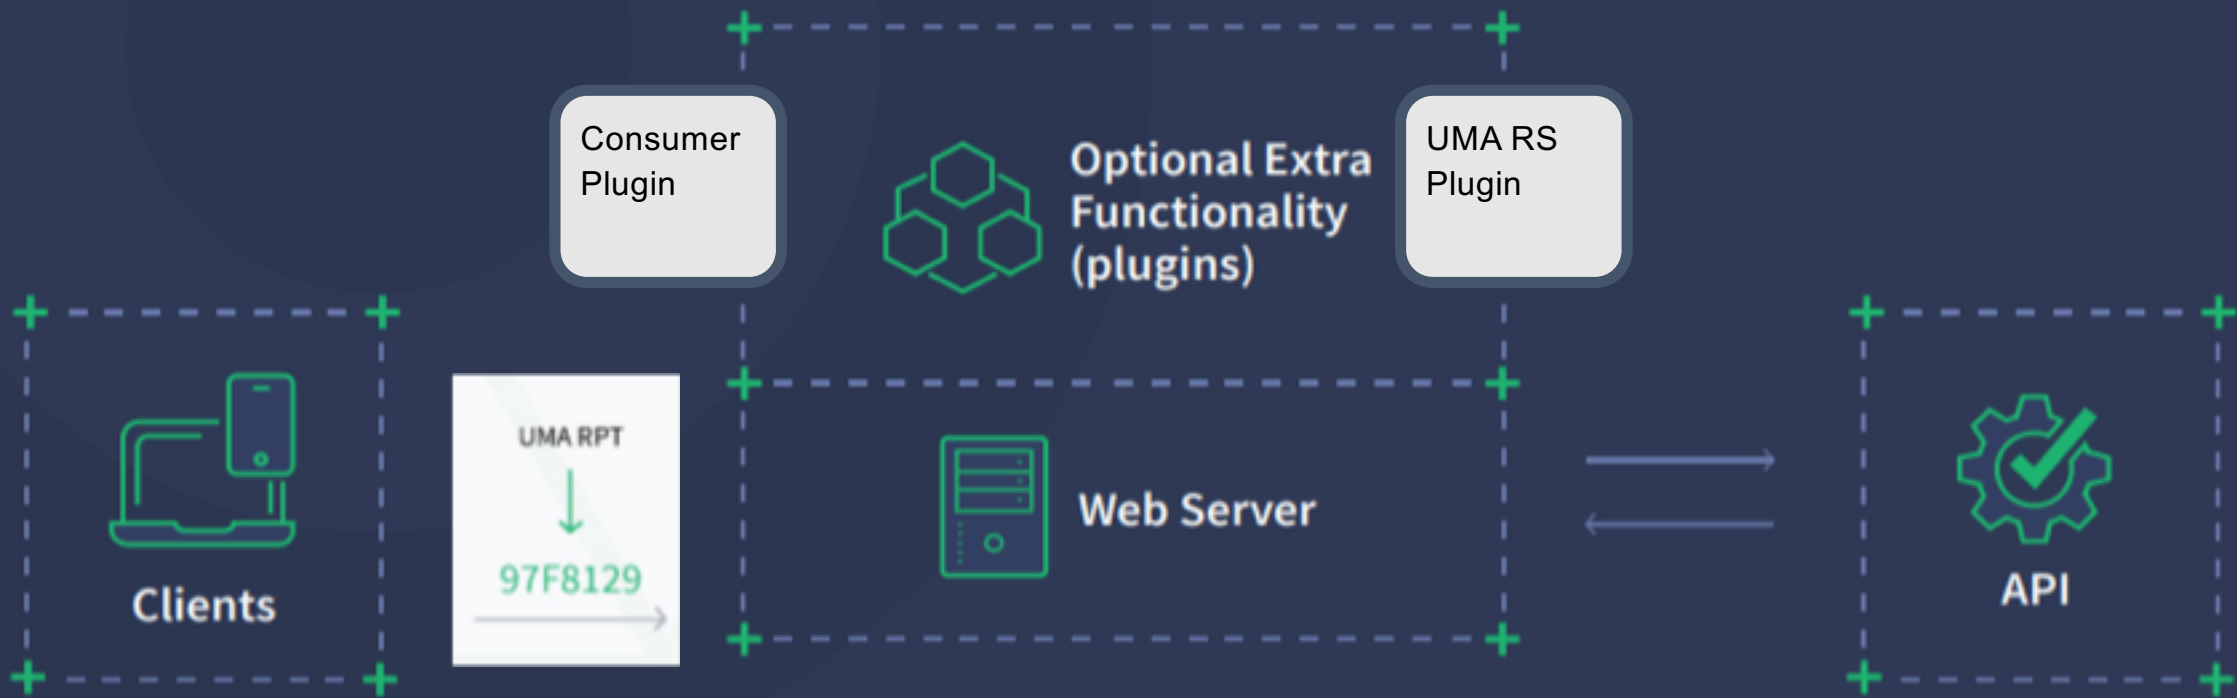 Consumer
Plugin
Optional Extra
Functionality
(plugins)
UMA RS
Plugin
Clients
UMA RPT
97F8129
Web Server
API